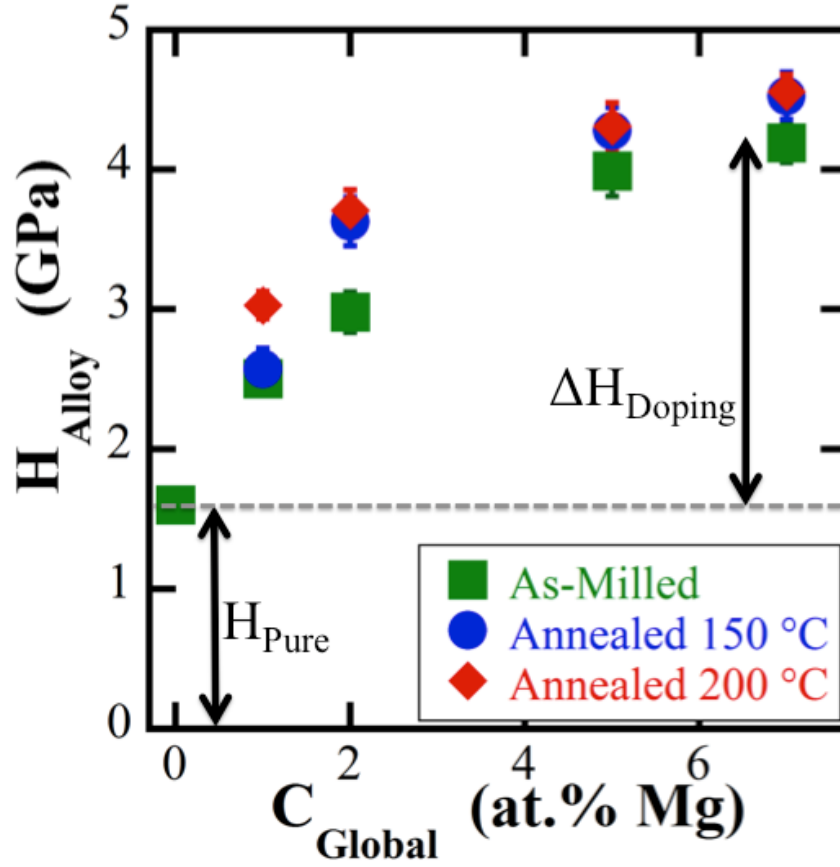 5
4
3
2
1
0
H_Alloy (GPa)
ΔH_Doping
H_Pure
As-Milled
Annealed 150 °C
Annealed 200 °C
0 2 4 6
C_Global (at.% Mg)